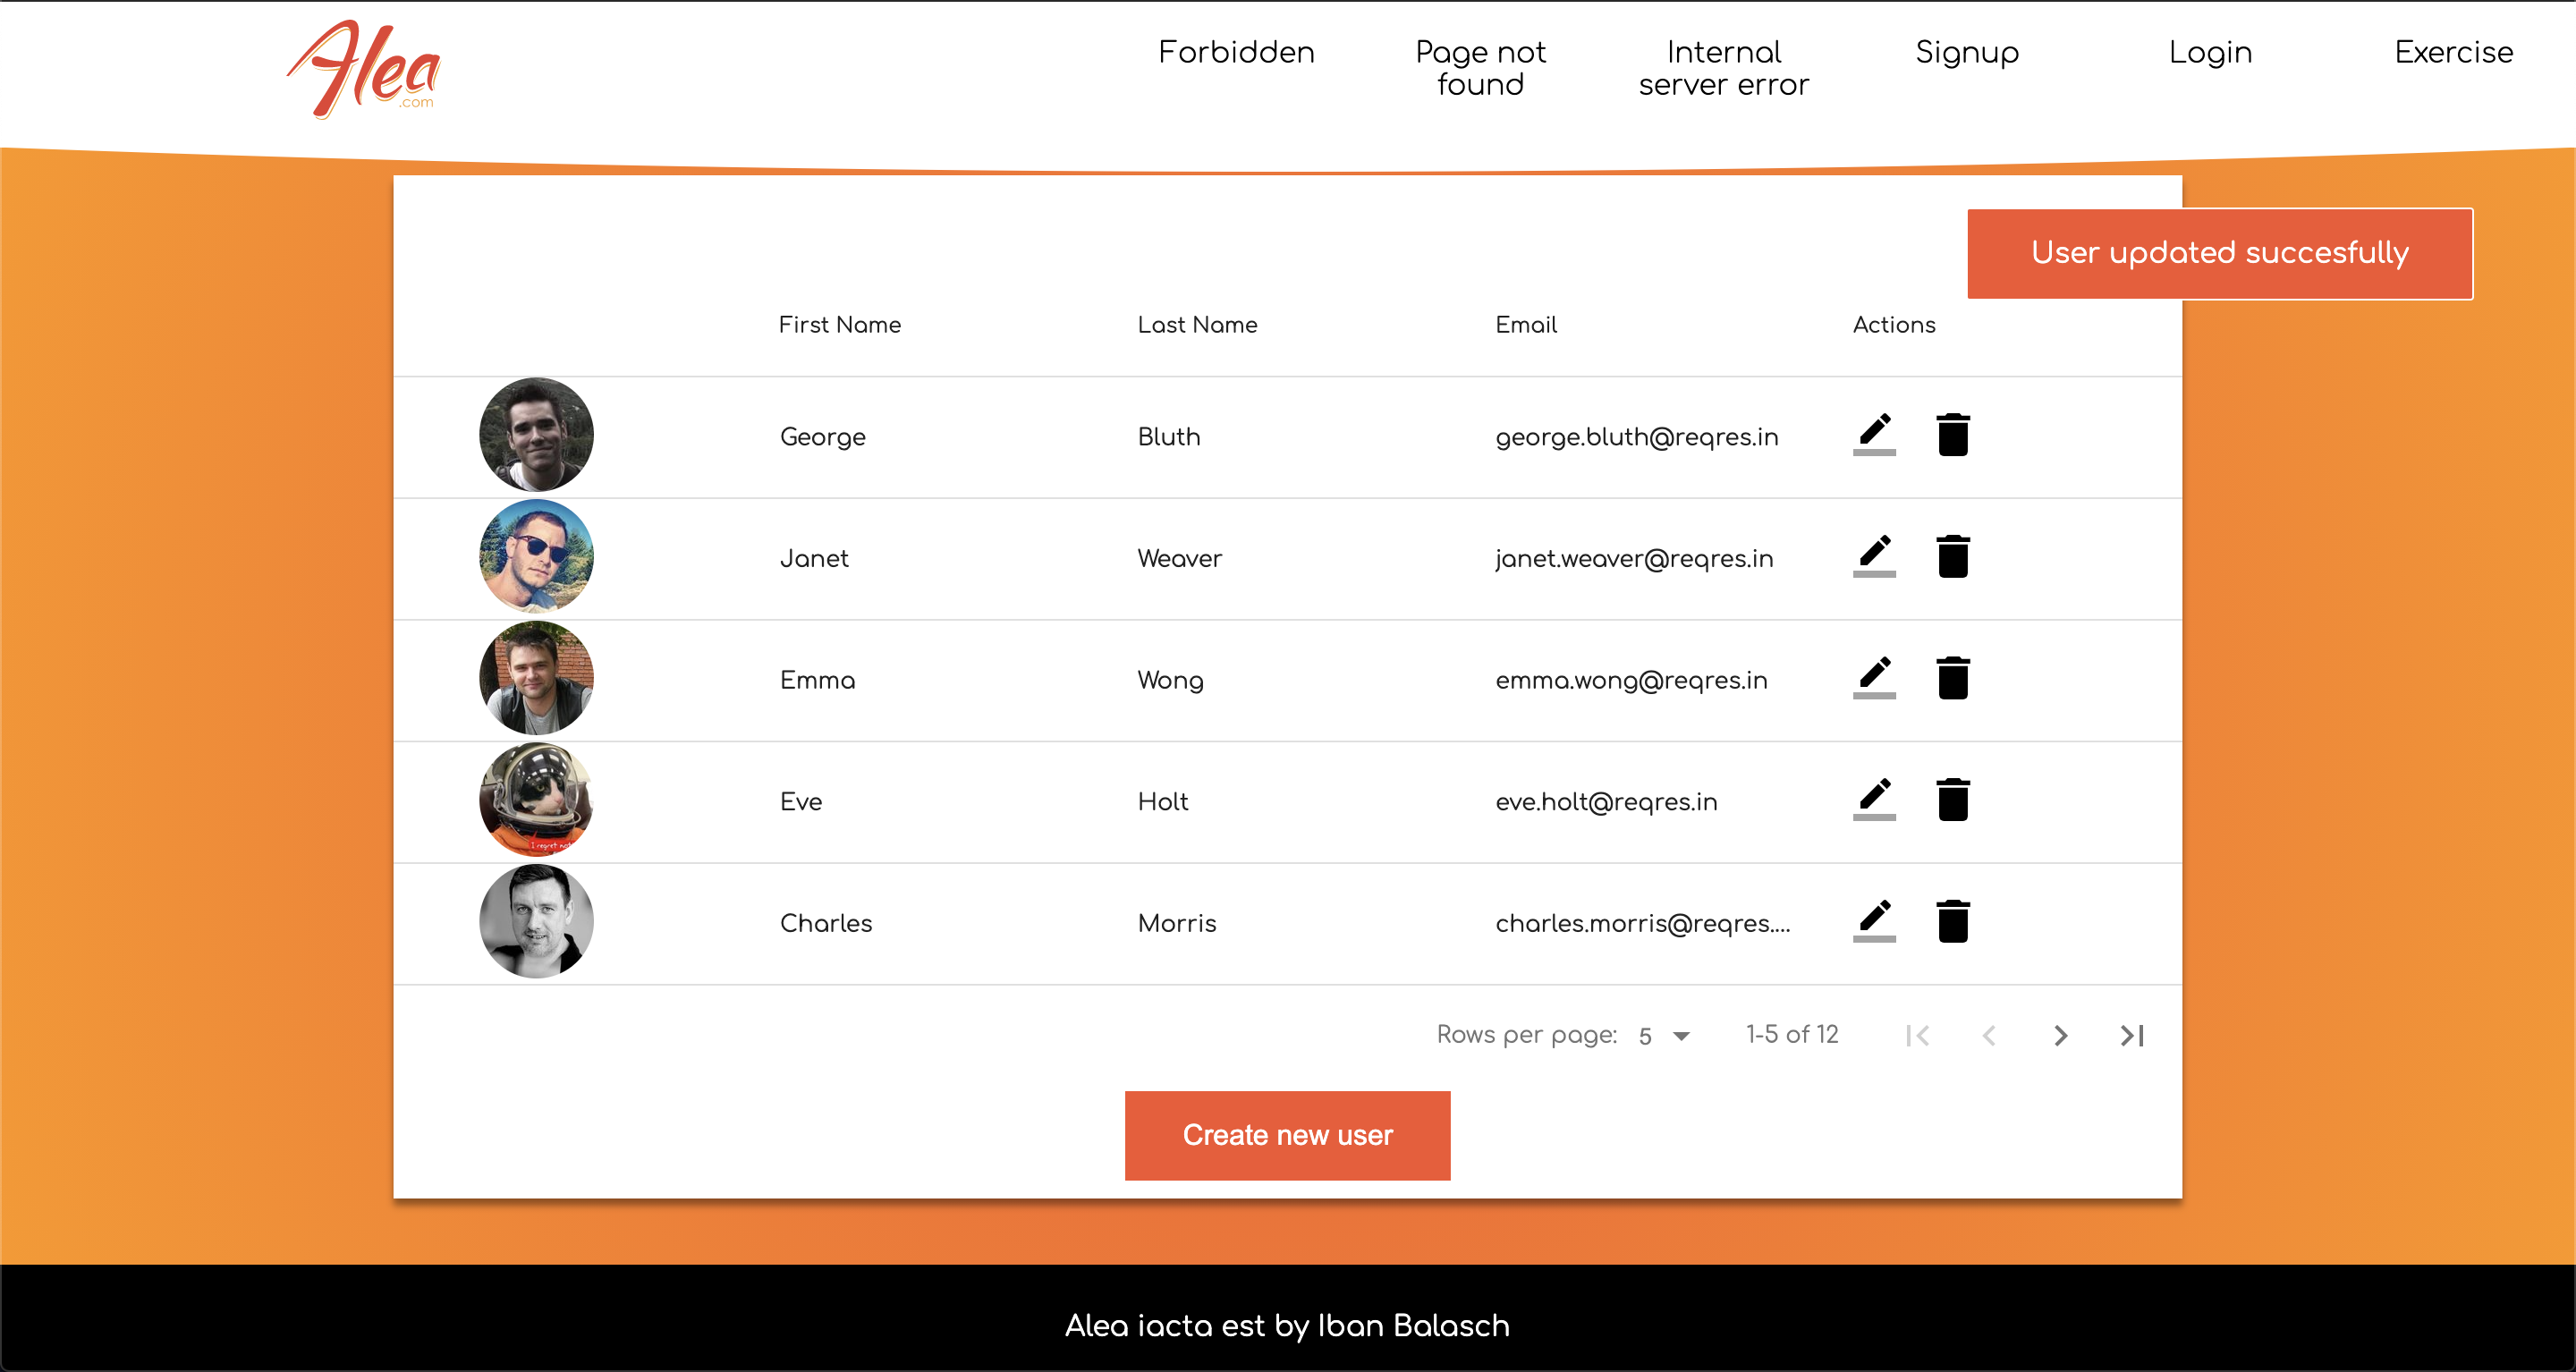 Alea
.com
Forbidden
Page not
found
Internal
server error
Signup
Login
Exercise
User updated succesfully
First Name
Last Name
Email
Actions
George
Bluth
george.bluth@reqres.in
Janet
Weaver
janet.weaver@reqres.in
Emma
Wong
emma.wong@reqres.in
Eve
Holt
eve.holt@reqres.in
I regret
Charles
Morris
charles.morris@reqres....
Rows per page:
5
1-5 of 12
Create new user
Alea iacta est by Iban Balasch